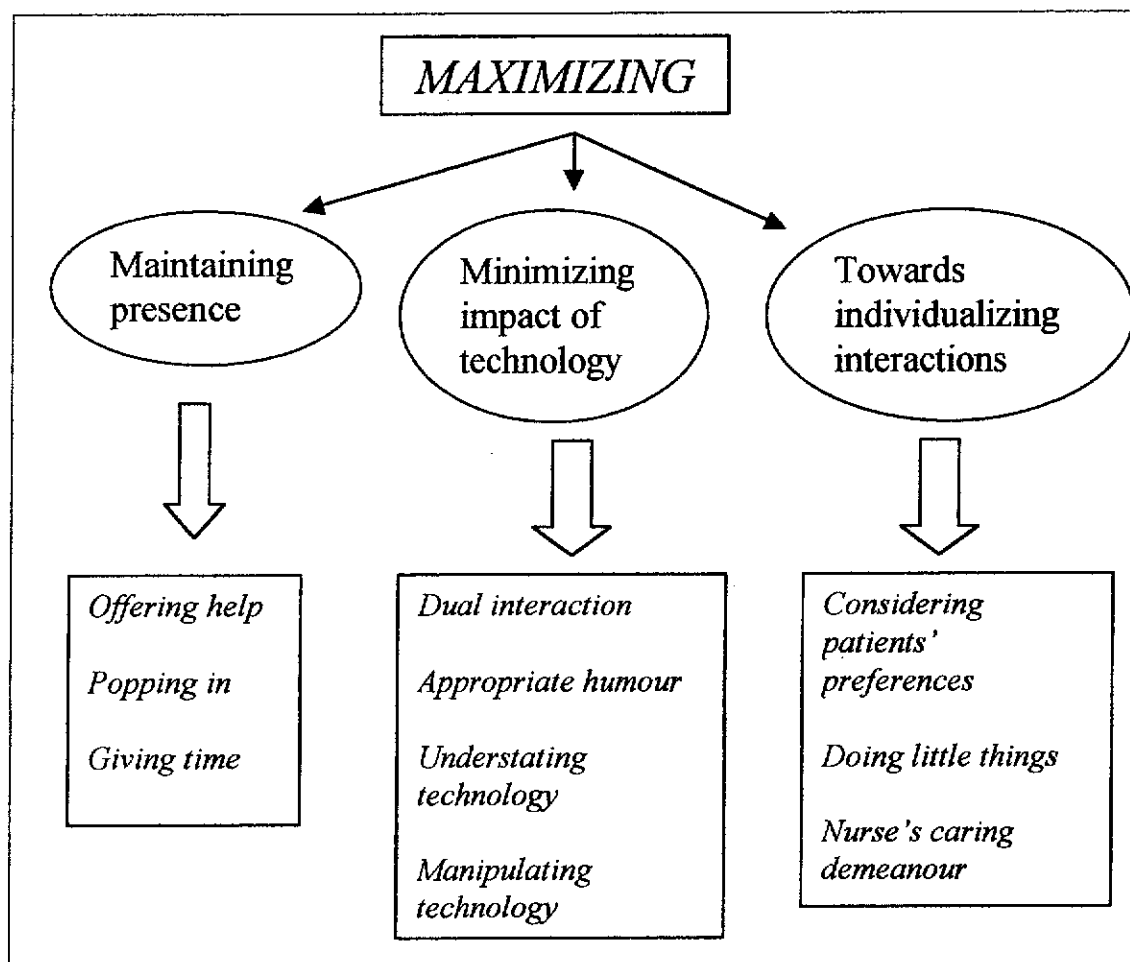 MAXIMIZING
Maintaining
presence
Minimizing
impact of
technology
Towards
individualizing
interactions
Offering help
Popping in
Giving time
Dual interaction
Appropriate humour
Understating
technology
Manipulating
technology
Considering
patients’
preferences
Doing little things
Nurse’s caring
demeanour